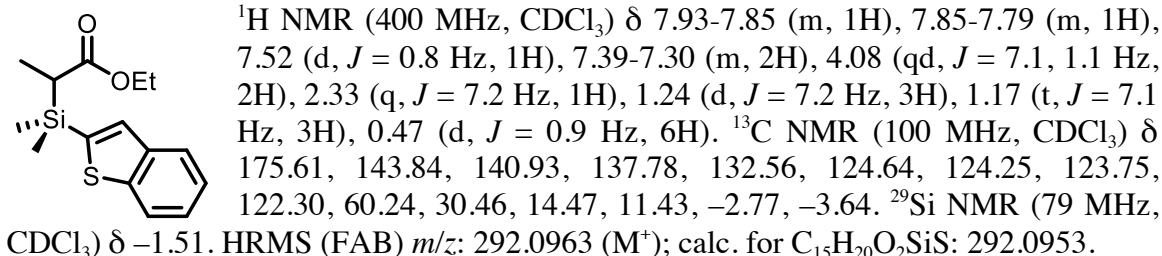 O
OEt
Si
S
¹H NMR (400 MHz, CDCl₃) δ 7.93-7.85 (m, 1H), 7.85-7.79 (m, 1H),
7.52 (d, J = 0.8 Hz, 1H), 7.39-7.30 (m, 2H), 4.08 (qd, J = 7.1, 1.1 Hz,
2H), 2.33 (q, J = 7.2 Hz, 1H), 1.24 (d, J = 7.2 Hz, 3H), 1.17 (t, J = 7.1
Hz, 3H), 0.47 (d, J = 0.9 Hz, 6H). ¹³C NMR (100 MHz, CDCl₃) δ
175.61, 143.84, 140.93, 137.78, 132.56, 124.64, 124.25, 123.75,
122.30, 60.24, 30.46, 14.47, 11.43, –2.77, –3.64. ²⁹Si NMR (79 MHz,
CDCl₃) δ –1.51. HRMS (FAB) m/z: 292.0963 (M⁺); calc. for C₁₅H₂₀O₂SiS: 292.0953.